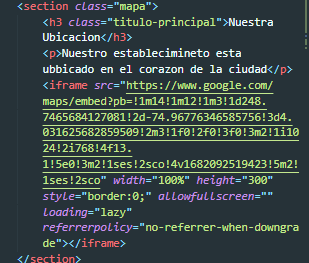 <section class="mapa">
<h3 class="titulo-principal">Nuestra
Ubicacion</h3>
<p>Nuestro establecimineto esta
ubbicado en el corazon de la ciudad</p>
<iframe src="https://www.google.com/
maps/embed?pb=!1m14!1m12!1m3!1d248.
7465684127081!2d-74.9677634658575​6!3d4.
031625682859509!2m3!1f0!2f0!3f0!3m2!1i10
24!2i768!4f13.
1!5e0!3m2!1ses!2sco!4v1682092519423!5m2!
1ses!2sco" width="100%" height="300"
style="border:0;" allowfullscreen=""
loading="lazy"
referrerpolicy="no-referrer-when-downgra
de"></iframe>
</section>